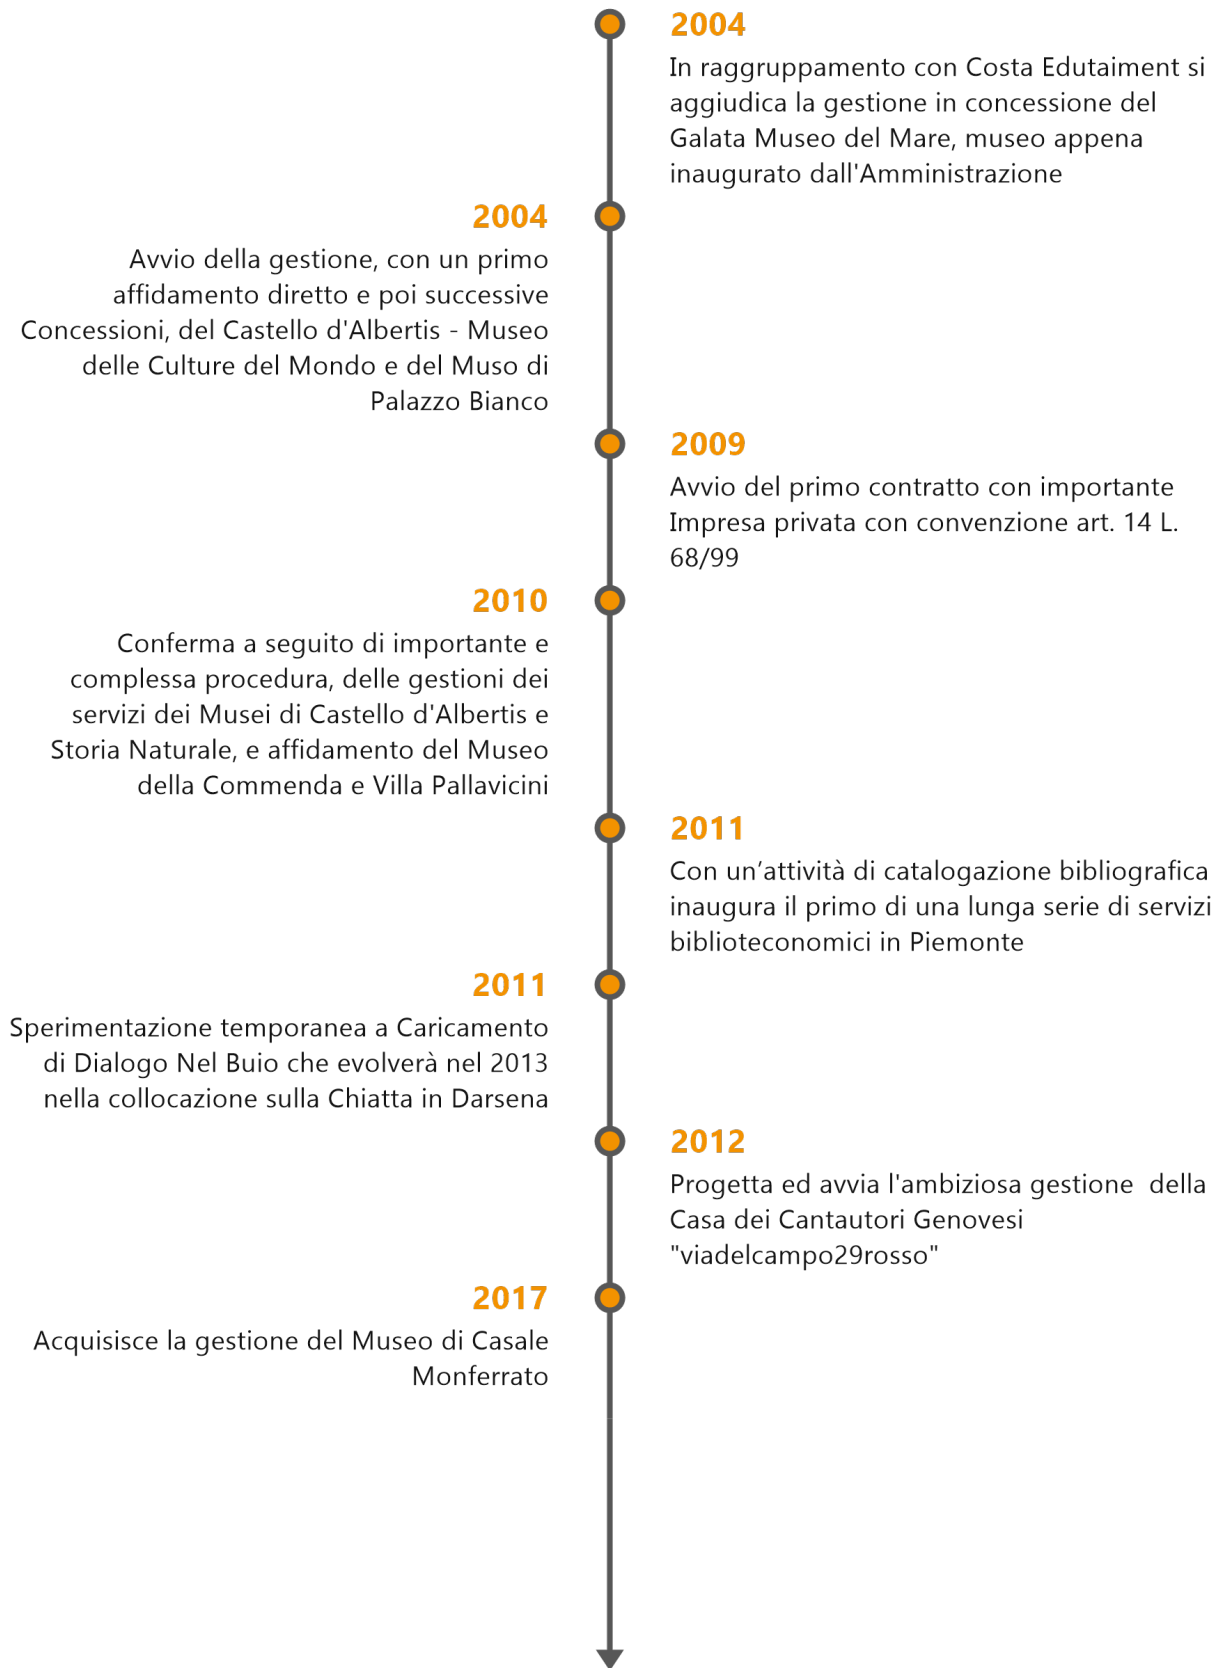 2004
In raggruppamento con Costa Edutaiment si
aggiudica la gestione in concessione del
Galata Museo del Mare, museo appena
inaugurato dall'Amministrazione
2004
Avvio della gestione, con un primo
affidamento diretto e poi successive
Concessioni, del Castello d'Albertis - Museo
delle Culture del Mondo e del Muso di
Palazzo Bianco
2009
Avvio del primo contratto con importante
Impresa privata con convenzione art. 14 L.
68/99
2010
Conferma a seguito di importante e
complessa procedura, delle gestioni dei
servizi dei Musei di Castello d'Albertis e
Storia Naturale, e affidamento del Museo
della Commenda e Villa Pallavicini
2011
Con un’attività di catalogazione bibliografica
inaugura il primo di una lunga serie di servizi
biblioteconomici in Piemonte
2011
Sperimentazione temporanea a Caricamento
di Dialogo Nel Buio che evolverà nel 2013
nella collocazione sulla Chiatta in Darsena
2012
Progetta ed avvia l'ambiziosa gestione  della
Casa dei Cantautori Genovesi
"viadelcampo29rosso"
2017
Acquisisce la gestione del Museo di Casale
Monferrato